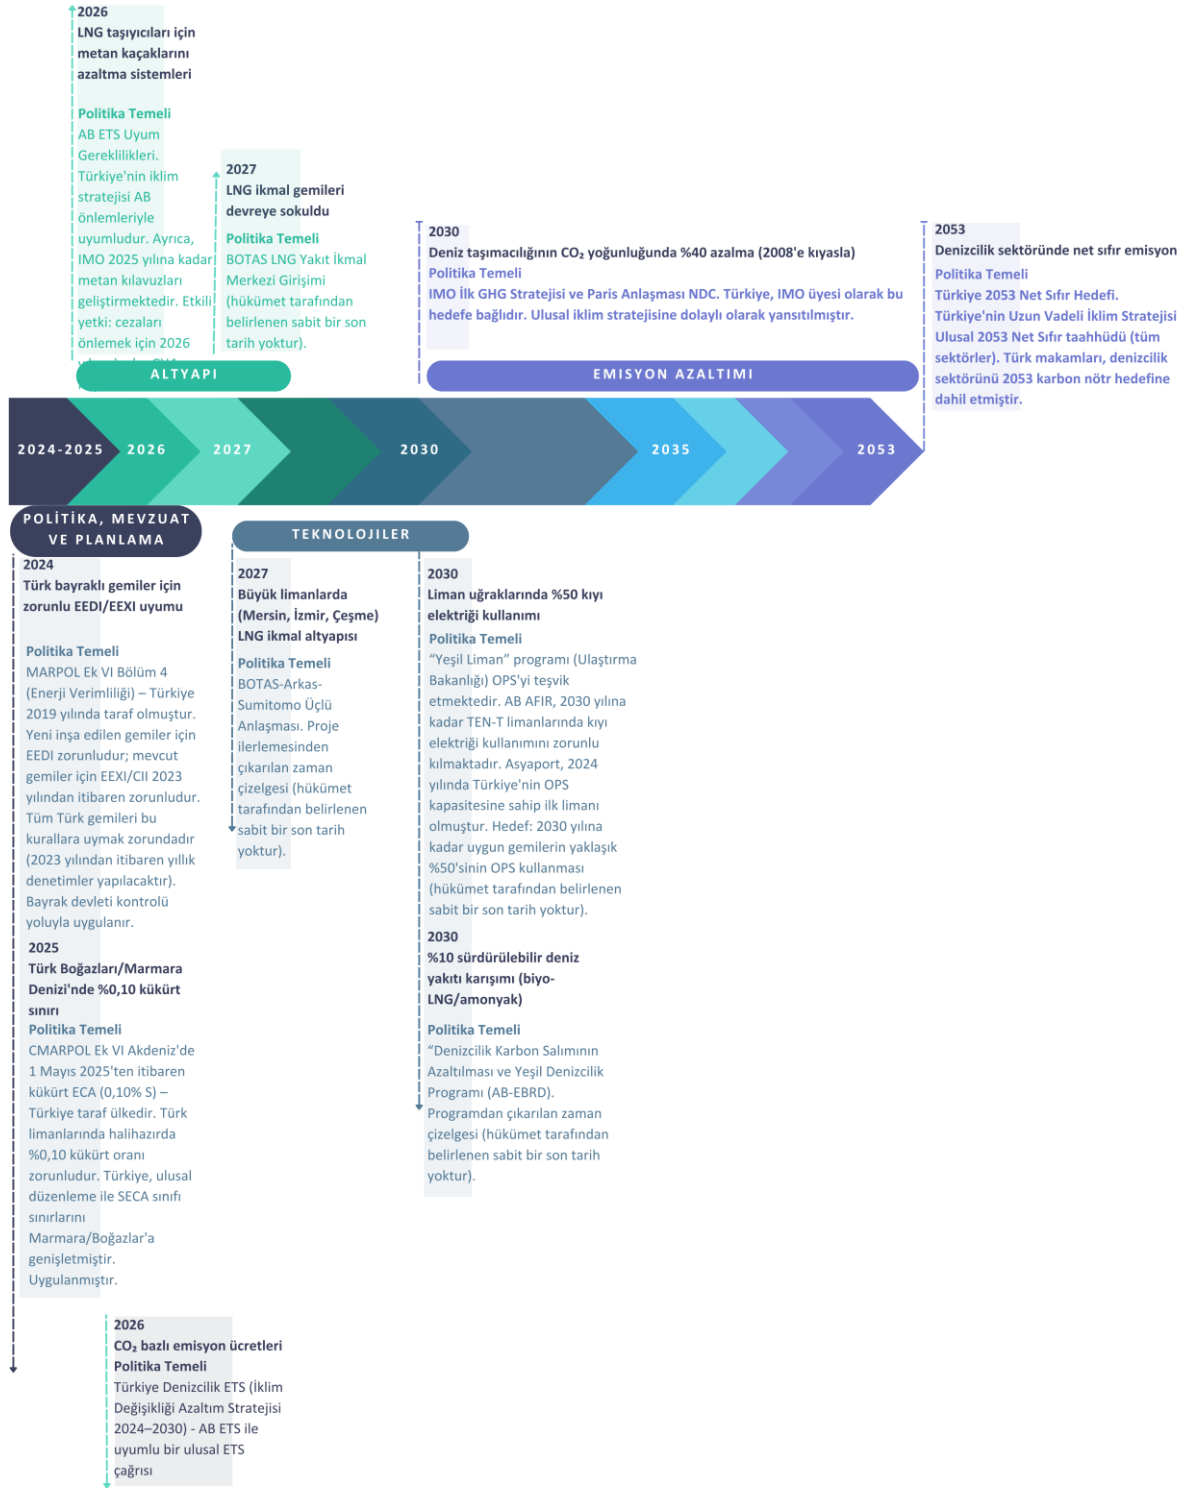 2026
LNG taşıyıcıları için
metan kaçaklarını
azaltma sistemleri
Politika Temeli
AB ETS Uyum
Gereklilikleri.
Türkiye'nin iklim
stratejisi AB
önlemleriyle
uyumludur. Ayrıca,
IMO 2025 yılına kadar
metan kılavuzları
geliştirmektedir. Etkili
yetki: cezaları
önlemek için 2026
2027
LNG ikmal gemileri
devreye sokuldu
Politika Temeli
BOTAS LNG Yakıt İkmal
Merkezi Girişimi
(hükümet tarafından
belirlenen sabit bir son
tarih yoktur).
2030
Deniz taşımacılığının CO₂ yoğunluğunda %40 azalma (2008'e kıyasla)
Politika Temeli
IMO İlk GHG Stratejisi ve Paris Anlaşması NDC. Türkiye, IMO üyesi olarak bu
hedefe bağlıdır. Ulusal iklim stratejisine dolaylı olarak yansıtılmıştır.
2053
Denizcilik sektöründe net sıfır emisyon
Politika Temeli
Türkiye 2053 Net Sıfır Hedefi.
Türkiye'nin Uzun Vadeli İklim Stratejisi
Ulusal 2053 Net Sıfır taahhüdü (tüm
sektörler). Türk makamları, denizcilik
sektörünü 2053 karbon nötr hedefine
dahil etmiştir.
ALTYAPI
EMISYON AZALTIMI
2024-2025
2026
2027
2030
2035
2053
POLİTİKA, MEVZUAT
VE PLANLAMA
TEKNOLOJILER
2024
Türk bayraklı gemiler için
zorunlu EEDI/EEXI uyumu
Politika Temeli
MARPOL Ek VI Bölüm 4
(Enerji Verimliliği) – Türkiye
2019 yılında taraf olmuştur.
Yeni inşa edilen gemiler için
EEDI zorunludur; mevcut
gemiler için EEXI/CII 2023
yılından itibaren zorunludur.
Tüm Türk gemileri bu
kurallara uymak zorundadır
(2023 yılından itibaren yıllık
denetimler yapılacaktır).
Bayrak devleti kontrolü
yoluyla uygulanır.
2025
Türk Boğazları/Marmara
Denizi'nde %0,10 kükürt
sınırı
Politika Temeli
CMARPOL Ek VI Akdeniz'de
1 Mayıs 2025'ten itibaren
kükürt ECA (0,10% S) –
Türkiye taraf ülkedir. Türk
limanlarında halihazırda
%0,10 kükürt oranı
zorunludur. Türkiye, ulusal
düzenleme ile SECA sınıfı
sınırlarını
Marmara/Boğazlar'a
genişletmiştir.
Uygulanmıştır.
2026
CO₂ bazlı emisyon ücretleri
Politika Temeli
Türkiye Denizcilik ETS (İklim
Değişikliği Azaltım Stratejisi
2024–2030) - AB ETS ile
uyumlu bir ulusal ETS
çağrısı
2027
Büyük limanlarda
(Mersin, İzmir, Çeşme)
LNG ikmal altyapısı
Politika Temeli
BOTAS-Arkas-
Sumitomo Üçlü
Anlaşması. Proje
ilerlemesinden
çıkarılan zaman
çizelgesi (hükümet
tarafından belirlenen
sabit bir son tarih
yoktur).
2030
Liman uğraklarında %50 kıyı
elektriği kullanımı
Politika Temeli
“Yeşil Liman” programı (Ulaştırma
Bakanlığı) OPS'yi teşvik
etmektedir. AB AFIR, 2030 yılına
kadar TEN-T limanlarında kıyı
elektriği kullanımını zorunlu
kılmaktadır. Asyaport, 2024
yılında Türkiye'nin OPS
kapasitesine sahip ilk limanı
olmuştur. Hedef: 2030 yılına
kadar uygun gemilerin yaklaşık
%50'sinin OPS kullanması
(hükümet tarafından belirlenen
sabit bir son tarih yoktur).
2030
%10 sürdürülebilir deniz
yakıtı karışımı (biyo-
LNG/amonyak)
Politika Temeli
“Denizcilik Karbon Salımının
Azaltılması ve Yeşil Denizcilik
Programı (AB-EBRD).
Programdan çıkarılan zaman
çizelgesi (hükümet tarafından
belirlenen sabit bir son tarih
yoktur).